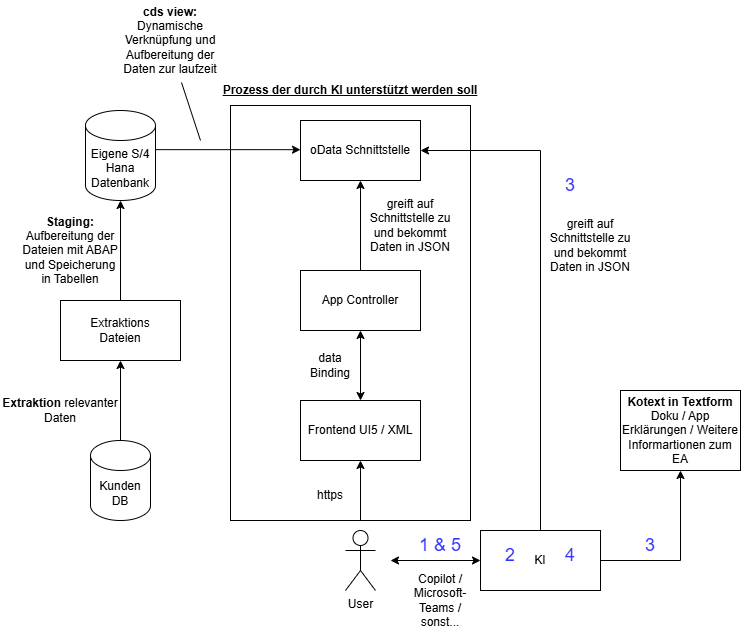 cds view:
Dynamische
Verknüpfung und
Aufbereitung der
Daten zur laufzeit
Prozess der durch KI unterstützt werden soll
Eigene S/4
Hana
Datenbank
oData Schnittstelle
3
greift auf
Schnittstelle zu
und bekommt
Daten in JSON
greift auf
Schnittstelle zu
und bekommt
Daten in JSON
Staging:
Aufbereitung der
Dateien mit ABAP
und Speicherung
in Tabellen
App Controller
Extraktions
Dateien
data
Binding
Extraktion relevanter
Daten
Frontend UI5 / XML
Kotext in Textform
Doku / App
Erklärungen / Weitere
Informartionen zum
EA
Kunden
DB
https
1 & 5
2 KI 4
3
Copilot /
Microsoft-
Teams /
sonst...
User